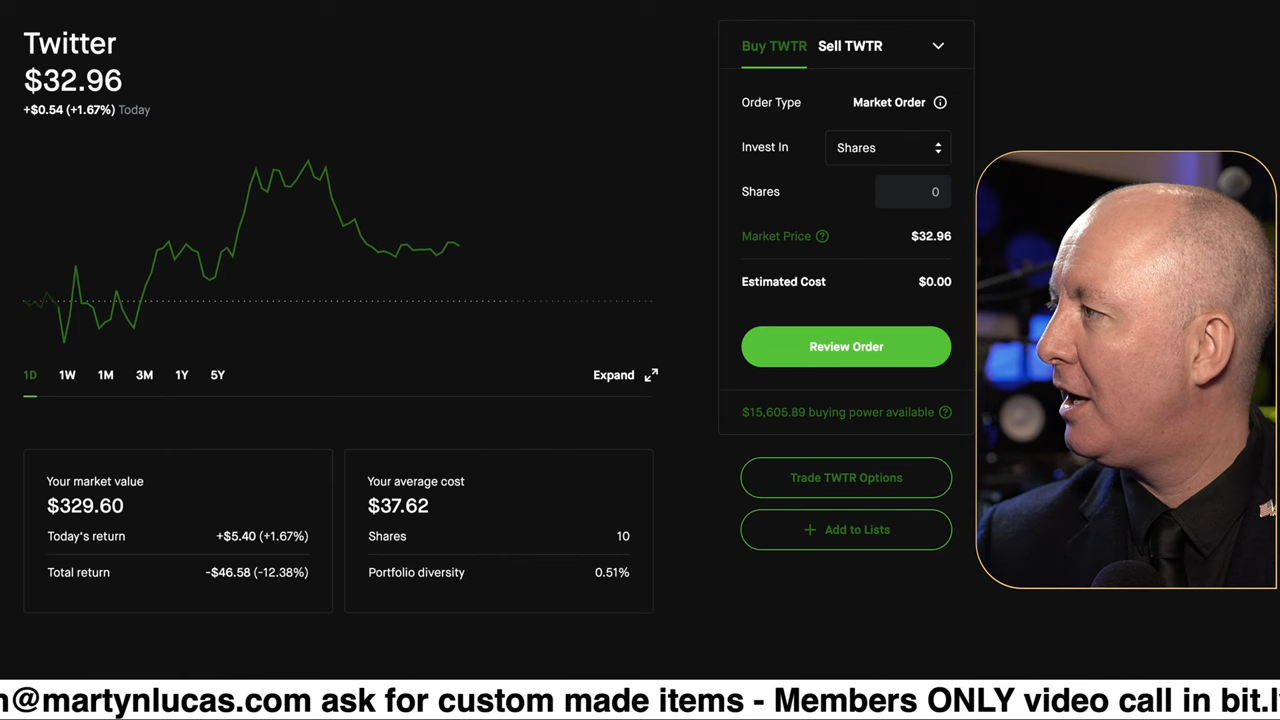 Twitter
$32.96
+$0.54 (+1.67%) Today
1D 1W 1M 3M 1Y 5Y Expand
Your market value
$329.60
Today's return +$5.40 (+1.67%)
Total return -$46.58 (-12.38%)
Your average cost
$37.62
Shares 10
Portfolio diversity 0.51%
Buy TWTR Sell TWTR
Order Type Market Order
Invest In Shares
Shares 0
Market Price $32.96
Estimated Cost $0.00
Review Order
$15,605.89 buying power available
Trade TWTR Options
+ Add to Lists
n@martynlucas.com ask for custom made items - Members ONLY video call in bit.l